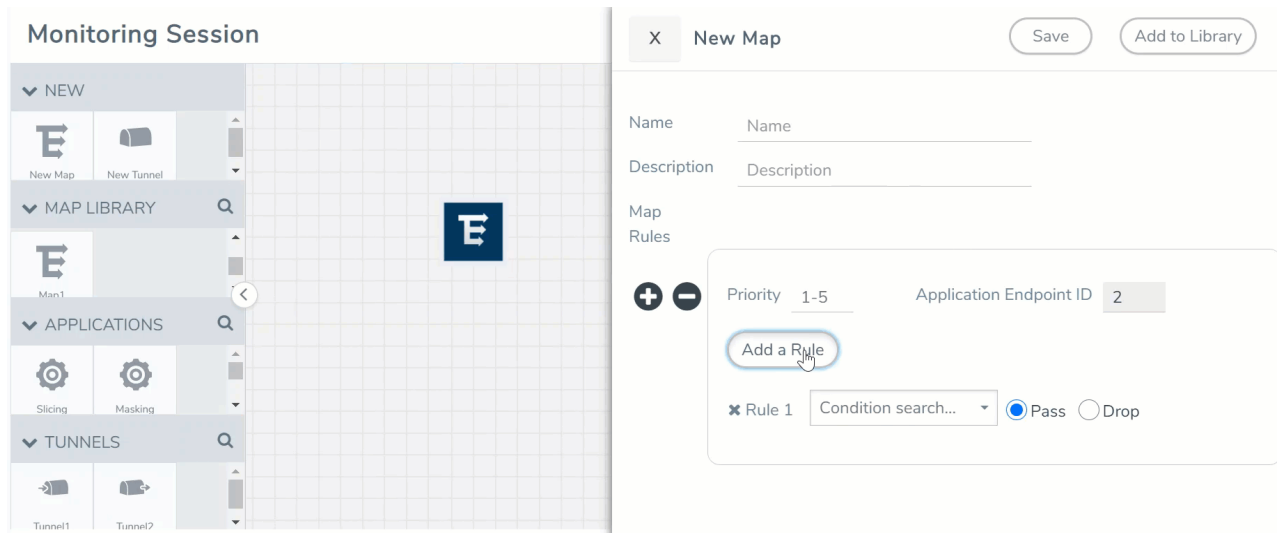 Monitoring Session
NEW
New Map New Tunnel
MAP LIBRARY
Map1
APPLICATIONS
Slicing Masking
TUNNELS
Tunnel1 Tunnel2
X New Map Save Add to Library
Name Name
Description Description
Map
Rules
Priority 1-5 Application Endpoint ID 2
Add a Rule
Rule 1 Condition search... Pass Drop